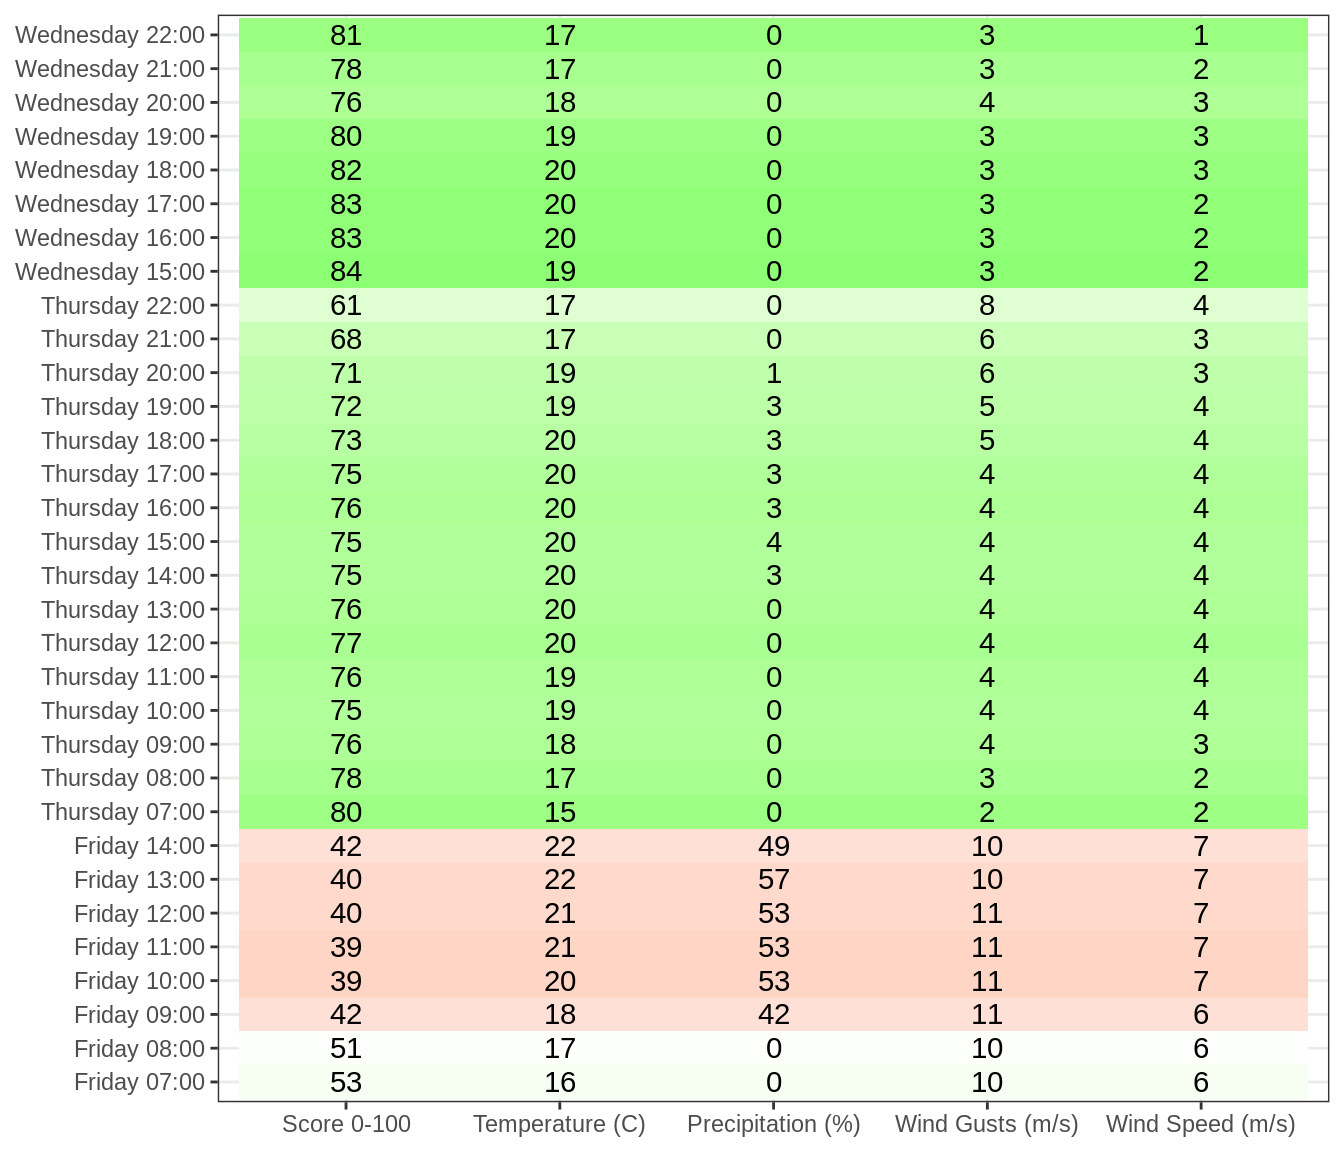 Wednesday 22:00 81 17 0 3 1
Wednesday 21:00 78 17 0 3 2
Wednesday 20:00 76 18 0 4 3
Wednesday 19:00 80 19 0 3 3
Wednesday 18:00 82 20 0 3 3
Wednesday 17:00 83 20 0 3 2
Wednesday 16:00 83 20 0 3 2
Wednesday 15:00 84 19 0 3 2
Thursday 22:00 61 17 0 8 4
Thursday 21:00 68 17 0 6 3
Thursday 20:00 71 19 1 6 3
Thursday 19:00 72 19 3 5 4
Thursday 18:00 73 20 3 5 4
Thursday 17:00 75 20 3 4 4
Thursday 16:00 76 20 3 4 4
Thursday 15:00 75 20 4 4 4
Thursday 14:00 75 20 3 4 4
Thursday 13:00 76 20 0 4 4
Thursday 12:00 77 20 0 4 4
Thursday 11:00 76 19 0 4 4
Thursday 10:00 75 19 0 4 4
Thursday 09:00 76 18 0 4 3
Thursday 08:00 78 17 0 3 2
Thursday 07:00 80 15 0 2 2
Friday 14:00 42 22 49 10 7
Friday 13:00 40 22 57 10 7
Friday 12:00 40 21 53 11 7
Friday 11:00 39 21 53 11 7
Friday 10:00 39 20 53 11 7
Friday 09:00 42 18 42 11 6
Friday 08:00 51 17 0 10 6
Friday 07:00 53 16 0 10 6
Score 0-100 Temperature (C) Precipitation (%) Wind Gusts (m/s) Wind Speed (m/s)